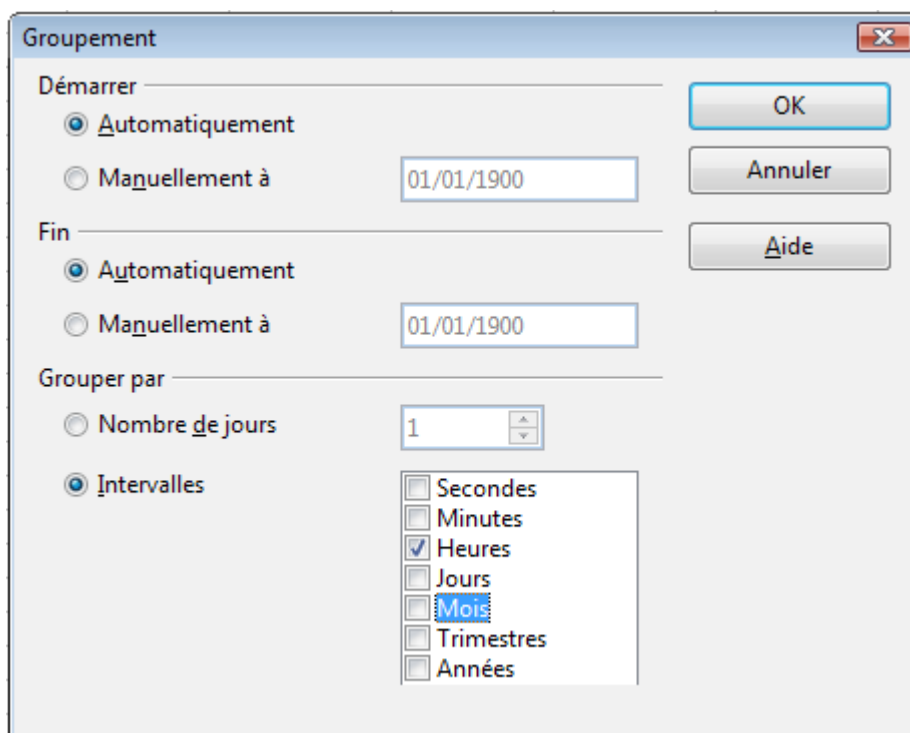 Groupement
Démarrer
Automatiquement
Manuellement à 01/01/1900
Fin
Automatiquement
Manuellement à 01/01/1900
Grouper par
Nombre de jours 1
Intervalles
Secondes
Minutes
Heures
Jours
Mois
Trimestres
Années
OK
Annuler
Aide